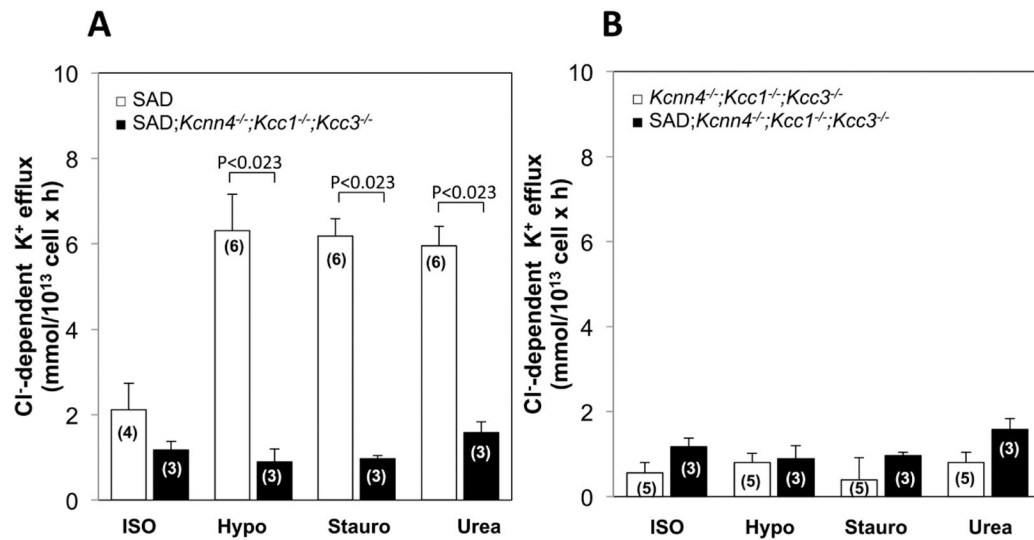 A
Cl⁻-dependent K⁺ efflux
(mmol/10¹³ cell x h)
10
8
6
4
2
0
SAD
SAD;Kcnn4⁻/⁻;Kcc1⁻/⁻;Kcc3⁻/⁻
P<0.023
P<0.023
P<0.023
(6)
(6)
(6)
(4)
(3)
(3)
(3)
(3)
ISO Hypo Stauro Urea
B
Cl⁻-dependent K⁺ efflux
(mmol/10¹³ cell x h)
10
8
6
4
2
0
Kcnn4⁻/⁻;Kcc1⁻/⁻;Kcc3⁻/⁻
SAD;Kcnn4⁻/⁻;Kcc1⁻/⁻;Kcc3⁻/⁻
(5) (3) (5) (3) (5) (3) (5) (3)
ISO Hypo Stauro Urea